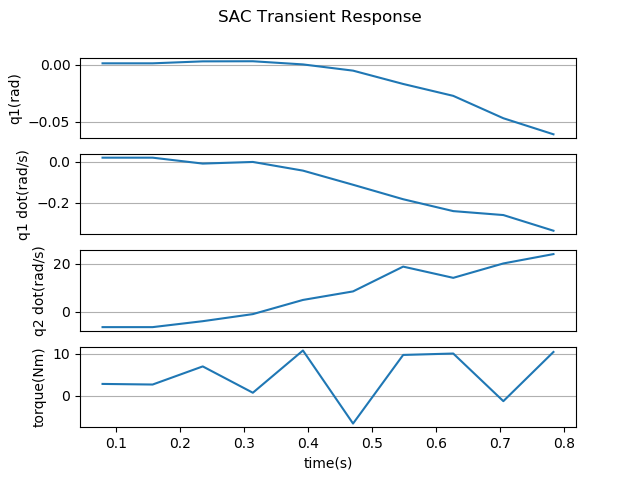 SAC Transient Response
q1(rad)
0.00
−0.05
q1 dot(rad/s)
0.0
−0.2
q2 dot(rad/s)
20
0
torque(Nm)
10
0
0.1 0.2 0.3 0.4 0.5 0.6 0.7 0.8
time(s)